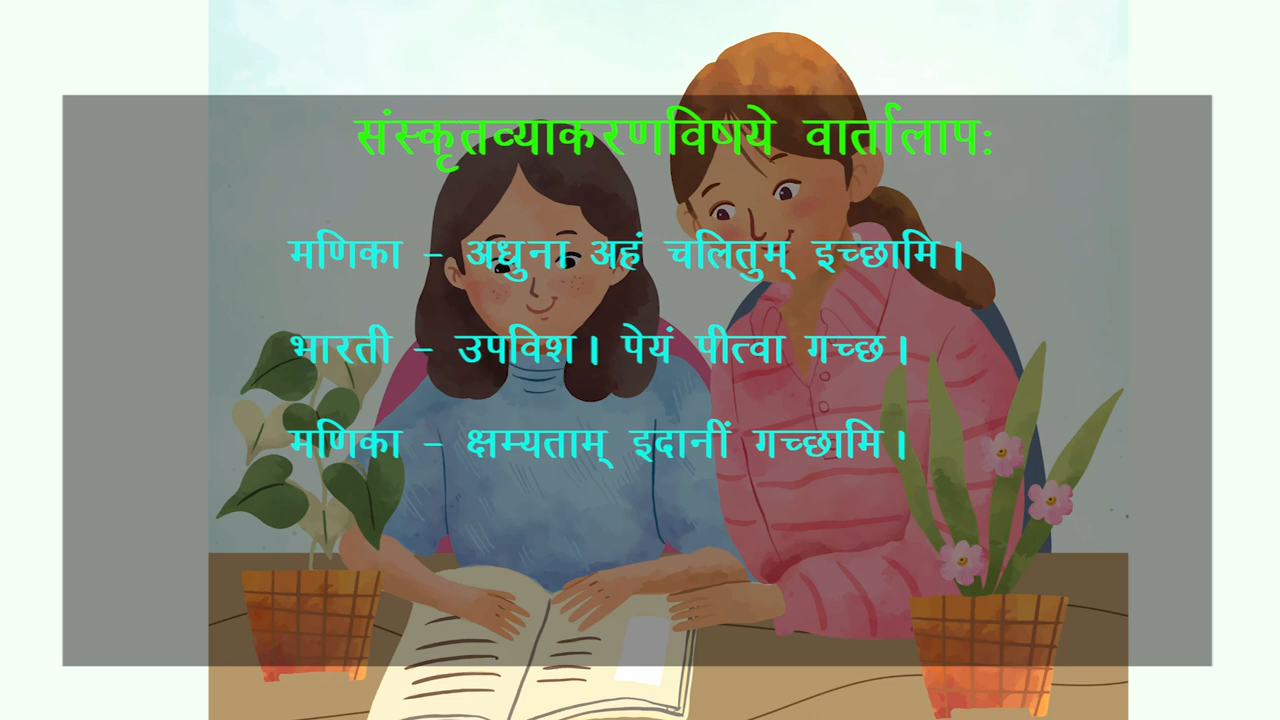 संस्कृतव्याकरणविषये वार्तालाप:
मणिका - अधुना अहं चलितुम् इच्छामि।
भारती - उपविश। पेयं पीत्वा गच्छ।
मणिका - क्षम्यताम् इदानीं गच्छामि।